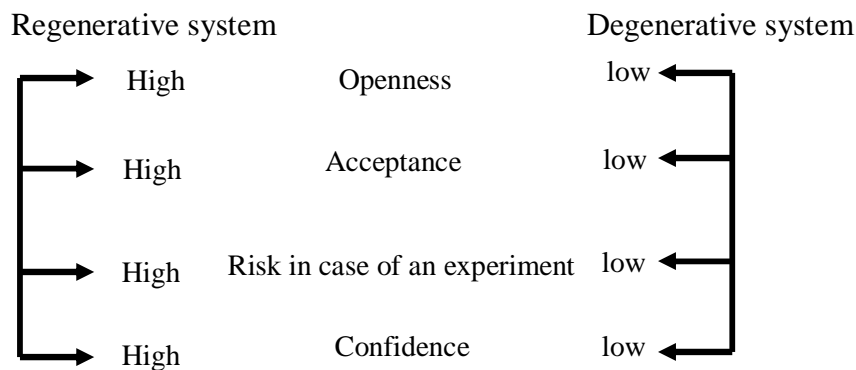 Regenerative system Degenerative system
High Openness low
High Acceptance low
High Risk in case of an experiment low
High Confidence low